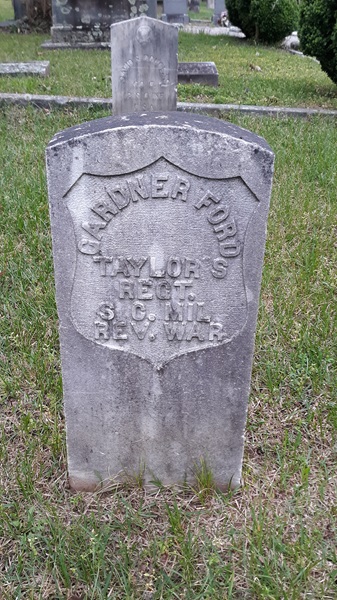 GARDNER FORD
TAYLOR'S
REGT.
S. C. MIL.
REV. WAR.